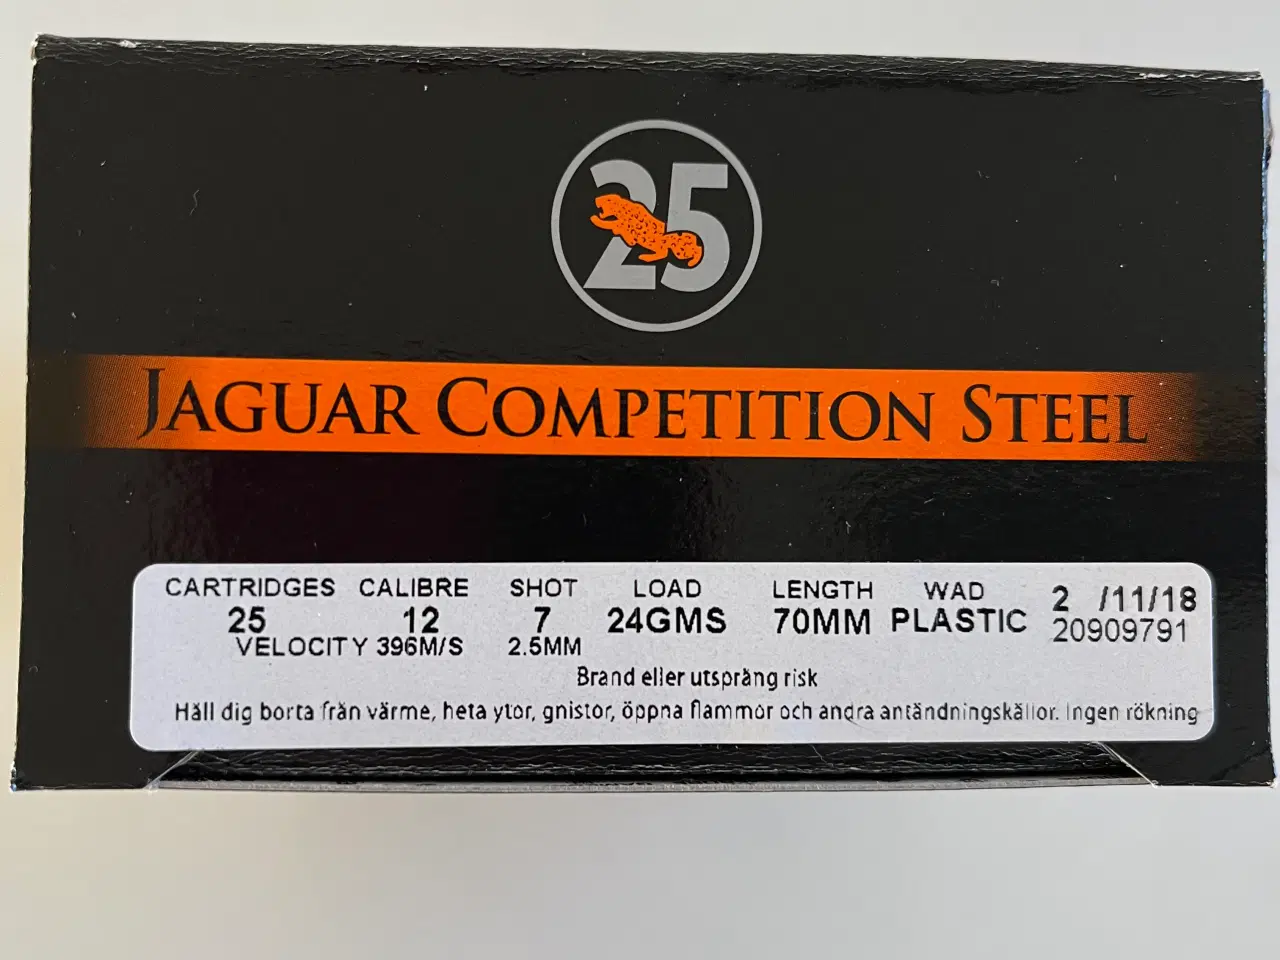 25
JAGUAR COMPETITION STEEL
CARTRIDGES CALIBRE SHOT LOAD LENGTH WAD 2 /11/18
25 12 7 24GMS 70MM PLASTIC 20909791
VELOCITY 396M/S 2.5MM
Brand eller utspräng risk
Håll dig borta från värme, heta ytor, gnistor, öppna flammor och andra antändningskällor. Ingen rökning